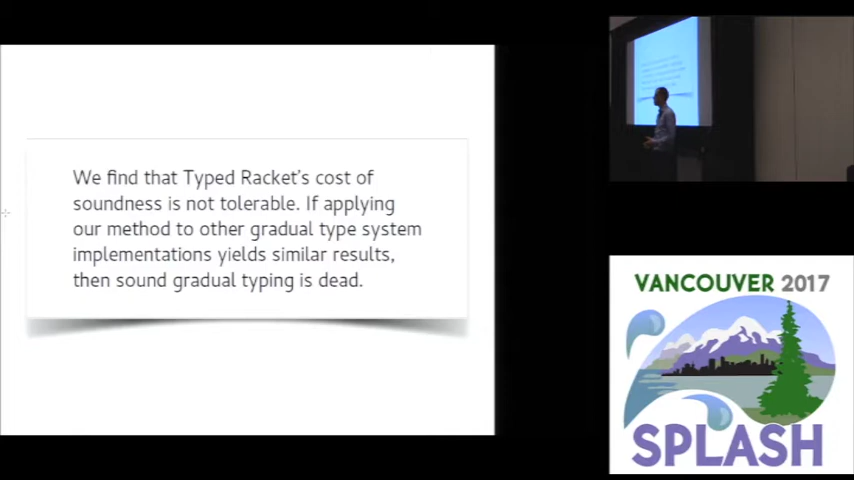 We find that Typed Racket's cost of
soundness is not tolerable. If applying
our method to other gradual type system
implementations yields similar results,
then sound gradual typing is dead.
VANCOUVER 2017
SPLASH